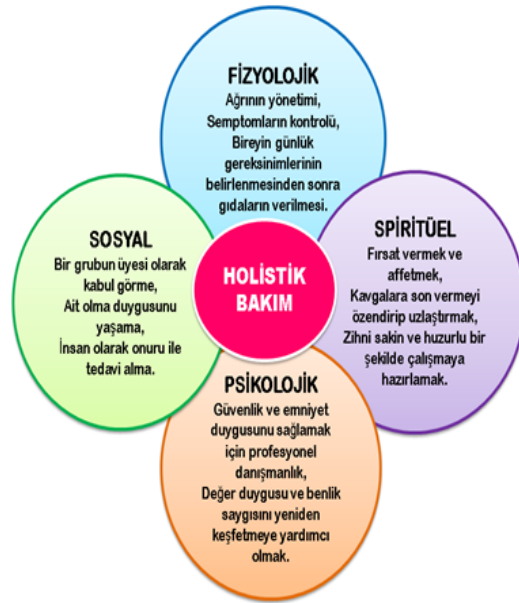 FİZYOLOJİK
Ağrının yönetimi,
Semptomların kontrolü,
Bireyin günlük
gereksinimlerinin
belirlenmesinden sonra
gıdaların verilmesi.
SOSYAL
Bir grubun üyesi olarak
kabul görme,
Ait olma duygusunu
yaşama,
İnsan olarak onuru ile
tedavi alma.
HOLİSTİK
BAKIM
SPİRİTÜEL
Fırsat vermek ve
affetmek,
Kavgalara son vermeyi
özendirip uzlaştırmak,
Zihni sakin ve huzurlu bir
şekilde çalışmaya
hazırlamak.
PSİKOLOJİK
Güvenlik ve emniyet
duygusunu sağlamak
için profesyonel
danışmanlık,
Değer duygusu ve benlik
saygısını yeniden
keşfetmeye yardımcı
olmak.